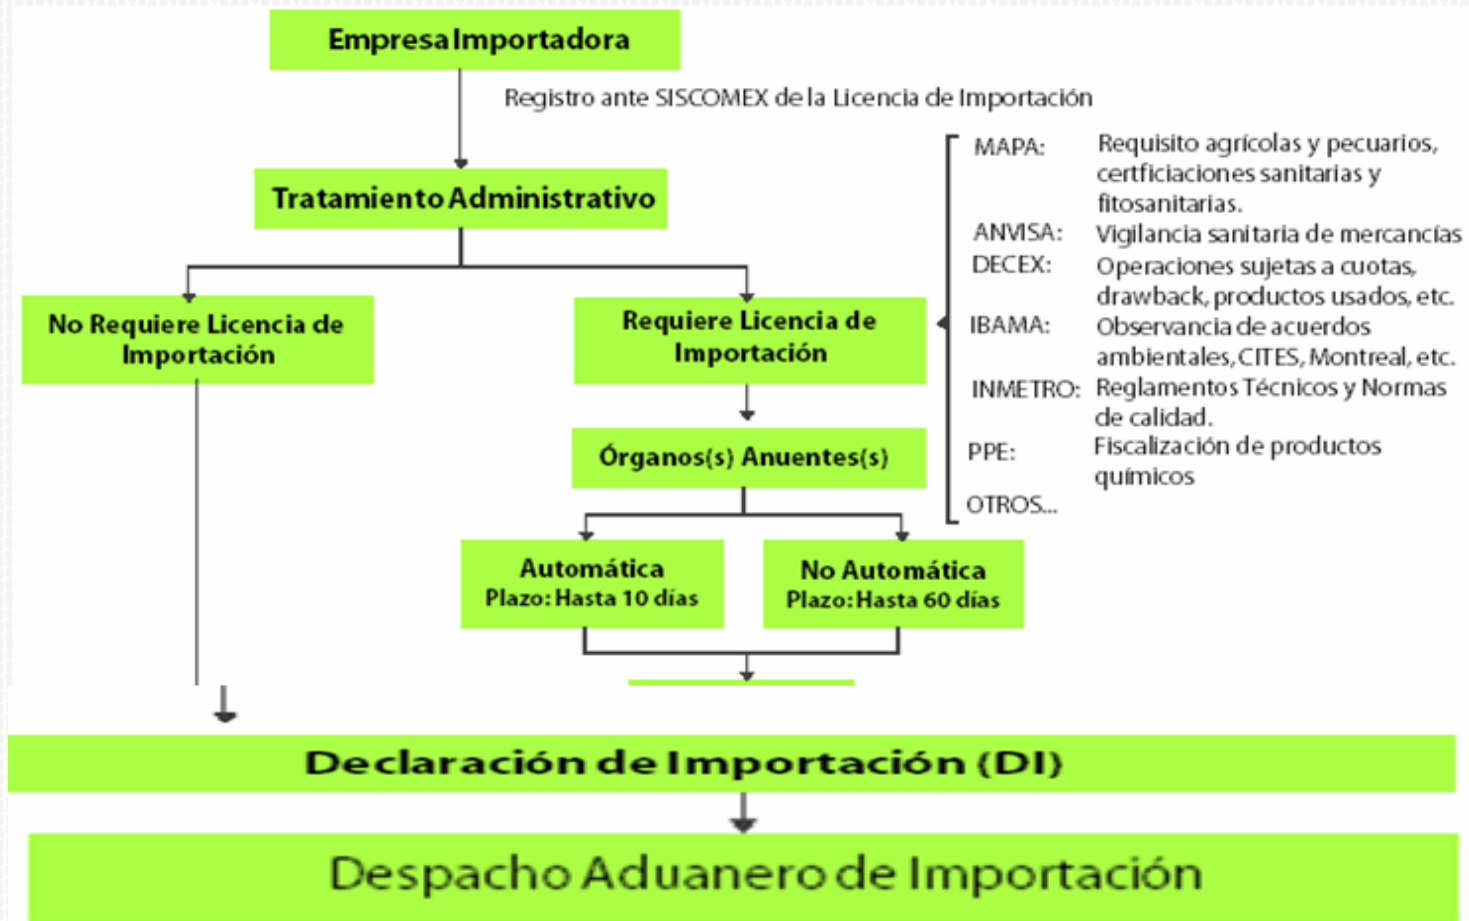 Empresa Importadora
Registro ante SISCOMEX de la Licencia de Importación
Tratamiento Administrativo
No Requiere Licencia de
Importación
Requiere Licencia de
Importación
MAPA: Requisito agrícolas y pecuarios,
certficiaciones sanitarias y
fitosanitarias.
ANVISA: Vigilancia sanitaria de mercancías
DECEX: Operaciones sujetas a cuotas,
drawback, productos usados, etc.
IBAMA: Observancia de acuerdos
ambientales, CITES, Montreal, etc.
INMETRO: Reglamentos Técnicos y Normas
de calidad.
PPE: Fiscalización de productos
químicos
OTROS...
Órganos(s) Anuentes(s)
Automática
Plazo: Hasta 10 días
No Automática
Plazo: Hasta 60 días
Declaración de Importación (DI)
Despacho Aduanero de Importación